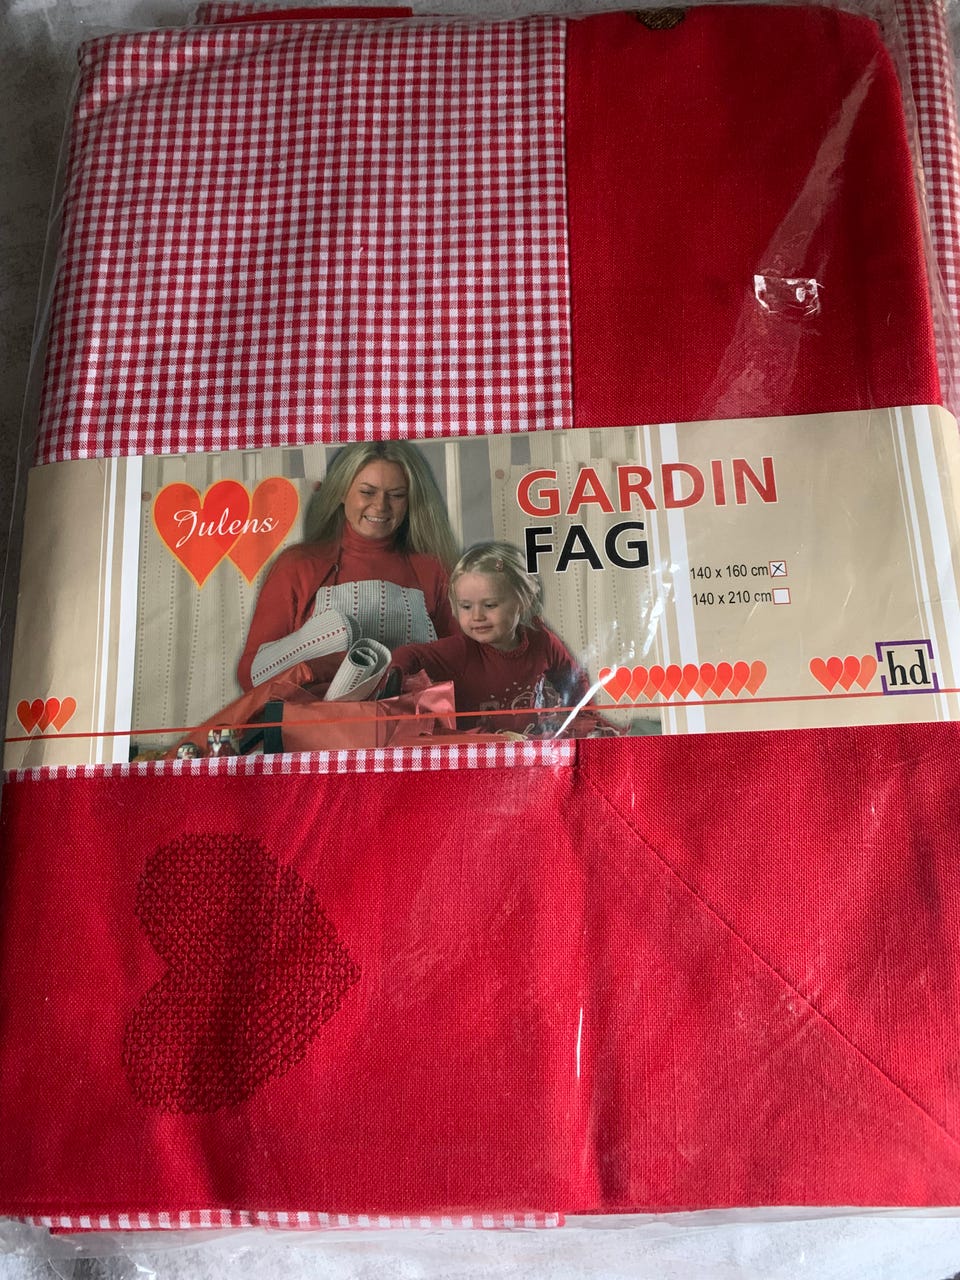 Julens
GARDIN
FAG
140 x 160 cm
140 x 210 cm
hd